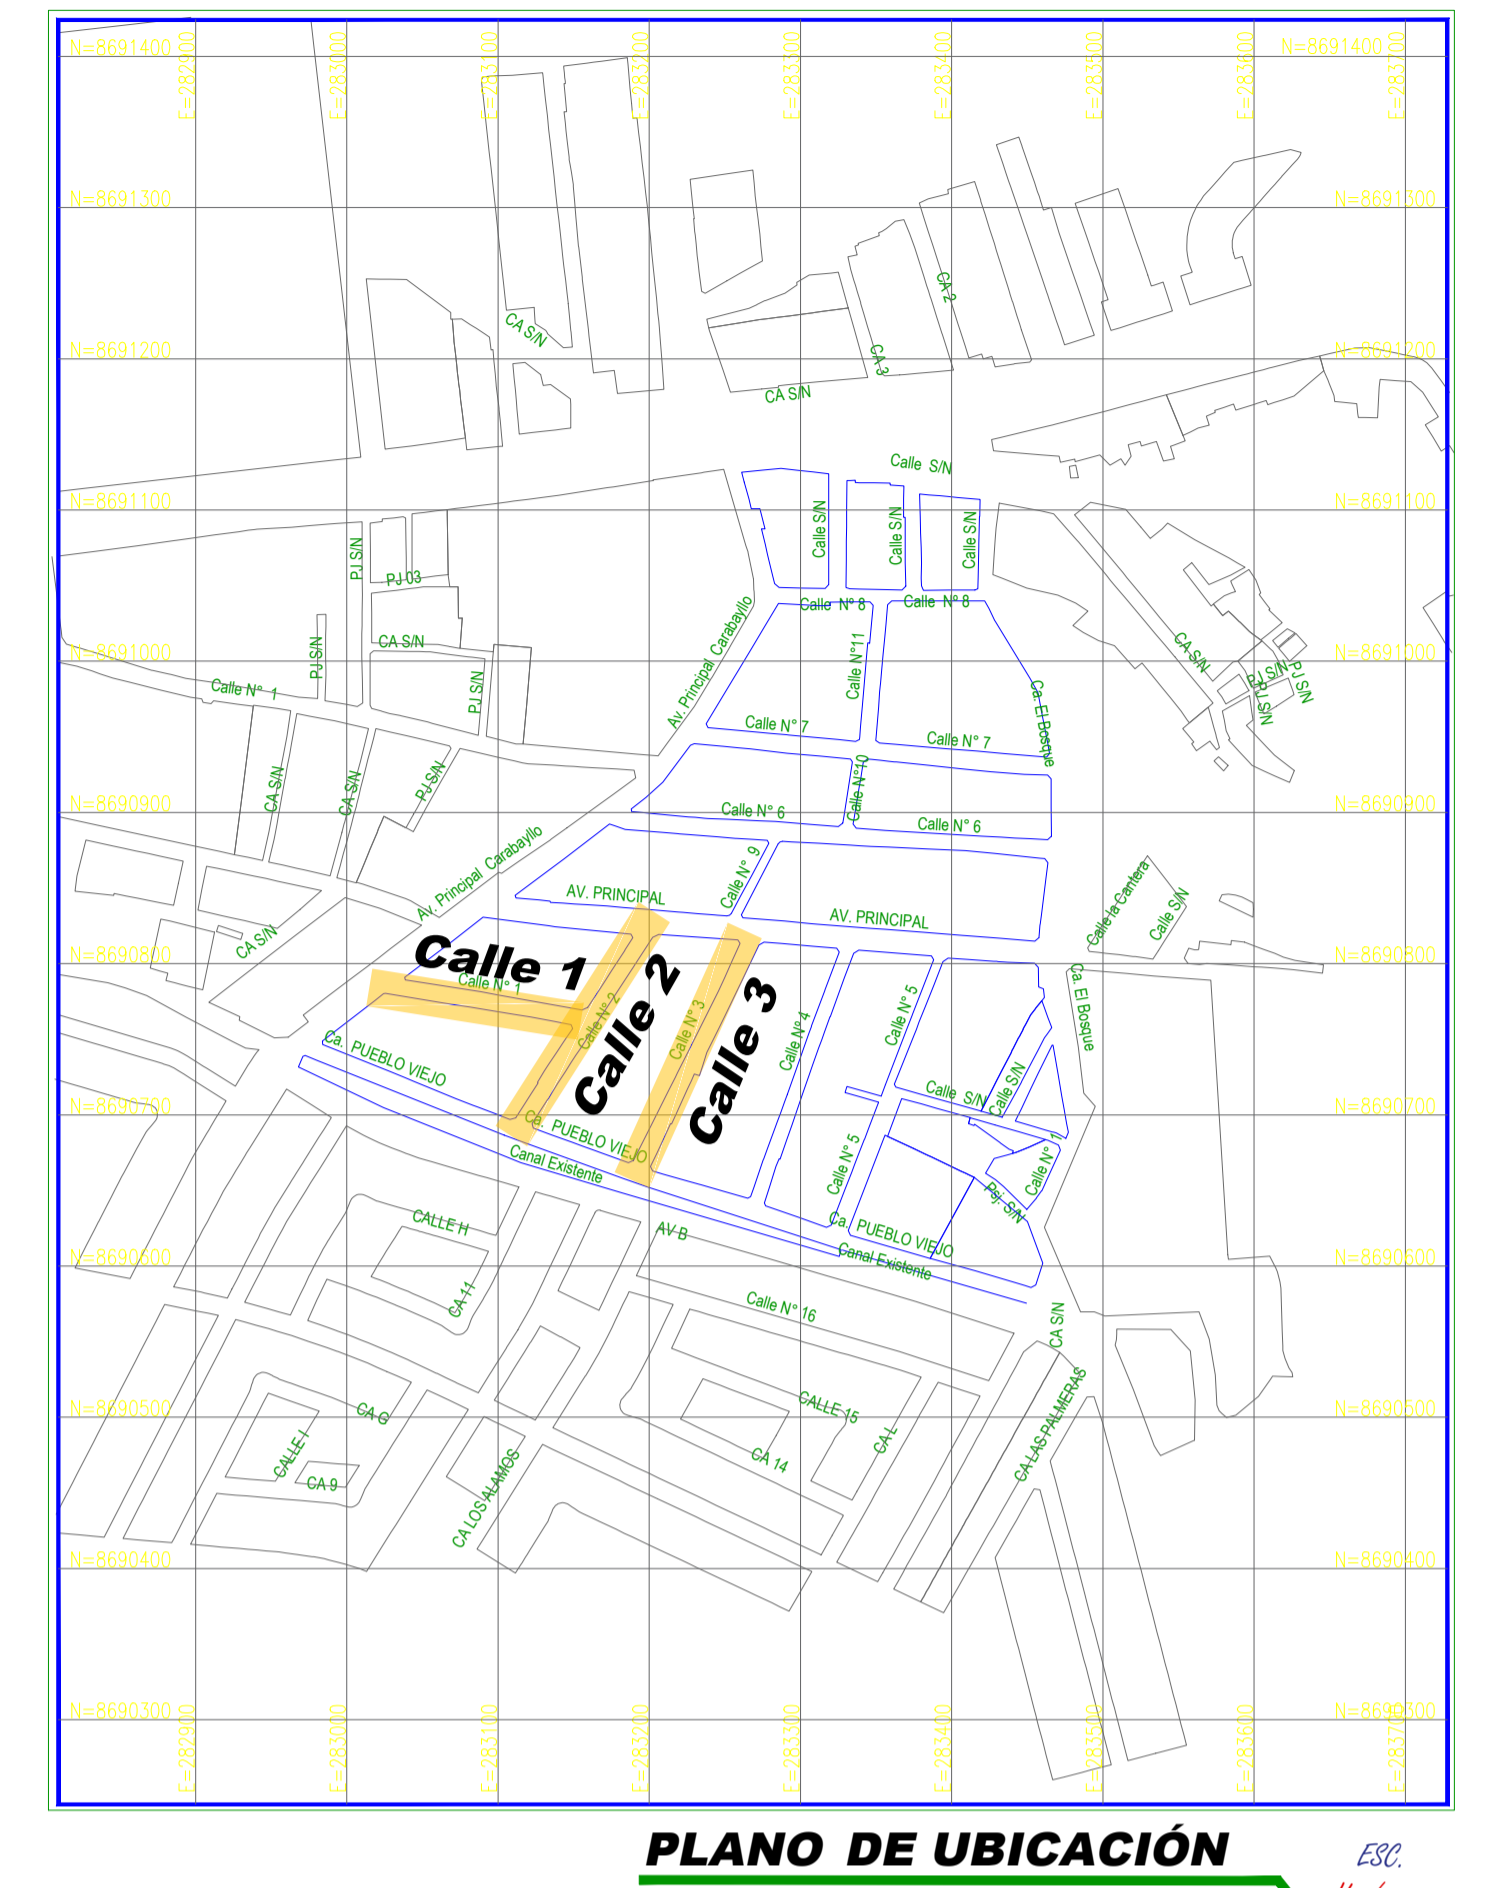 N=8691400
N=8691400
E=282900
E=283000
E=283100
E=283200
E=283300
E=283400
E=283500
E=283600
E=283700
N=8691300
N=8691300
CA 2
CA S/N
CA 3
N=8691200
N=8691200
CA S/N
Calle S/N
N=8691100
N=8691100
Calle S/N
Calle S/N
Calle S/N
PJ S/N
PJ 03
Calle N° 8
Calle N° 8
PJ S/N
CA S/N
Av. Principal Carabayllo
Calle N°11
CA S/N
N=8691000
N=8691000
Calle N° 1
PJ S/N
PJ S/N
PJ S/N
PJ S/N
Ca. El Bosque
Calle N° 7
Calle N° 7
CA S/N
CA S/N
PJ S/N
Calle N°10
N=8690900
N=8690900
Calle N° 6
Calle N° 6
Av. Principal Carabayllo
Calle N° 9
AV. PRINCIPAL
AV. PRINCIPAL
Calle la Cantera
Calle S/N
CA S/N
N=8690800
N=8690800
Calle 1
Calle N° 1
Calle 2
Calle N° 2
Calle 3
Calle N° 3
Calle N° 4
Calle N° 5
Ca. El Bosque
Ca. PUEBLO VIEJO
Calle S/N
Calle S/N
N=8690700
N=8690700
Ca. PUEBLO VIEJO
Canal Existente
Calle N° 5
Calle N° 1
Psj. S/N
CALLE H
AV B
Ca. PUEBLO VIEJO
Canal Existente
N=8690600
N=8690600
CA 11
Calle N° 16
CA S/N
CA G
CALLE 15
CA LAS PALMERAS
N=8690500
N=8690500
CALLE I
CA 9
CA LOS ALAMOS
CA 14
CA L
N=8690400
N=8690400
N=8690300
N=8690300
E=282900
E=283000
E=283100
E=283200
E=283300
E=283400
E=283500
E=283600
E=283700
PLANO DE UBICACIÓN
ESC.